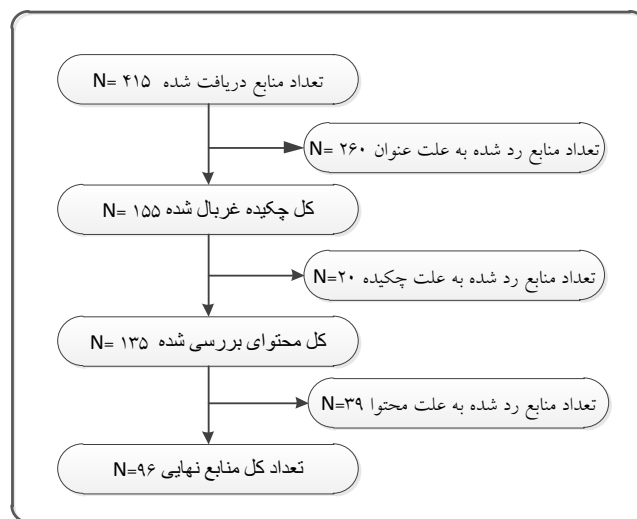 تعداد منابع دریافت شده N= ۴۱۵
تعداد منابع رد شده به علت عنوان N= ۲۶۰
کل چکیده غربال شده N= ۱۵۵
تعداد منابع رد شده به علت چکیده N=۲۰
کل محتوای بررسی شده N= ۱۳۵
تعداد منابع رد شده به علت محتوا N=۳۹
تعداد کل منابع نهایی N=۹۶